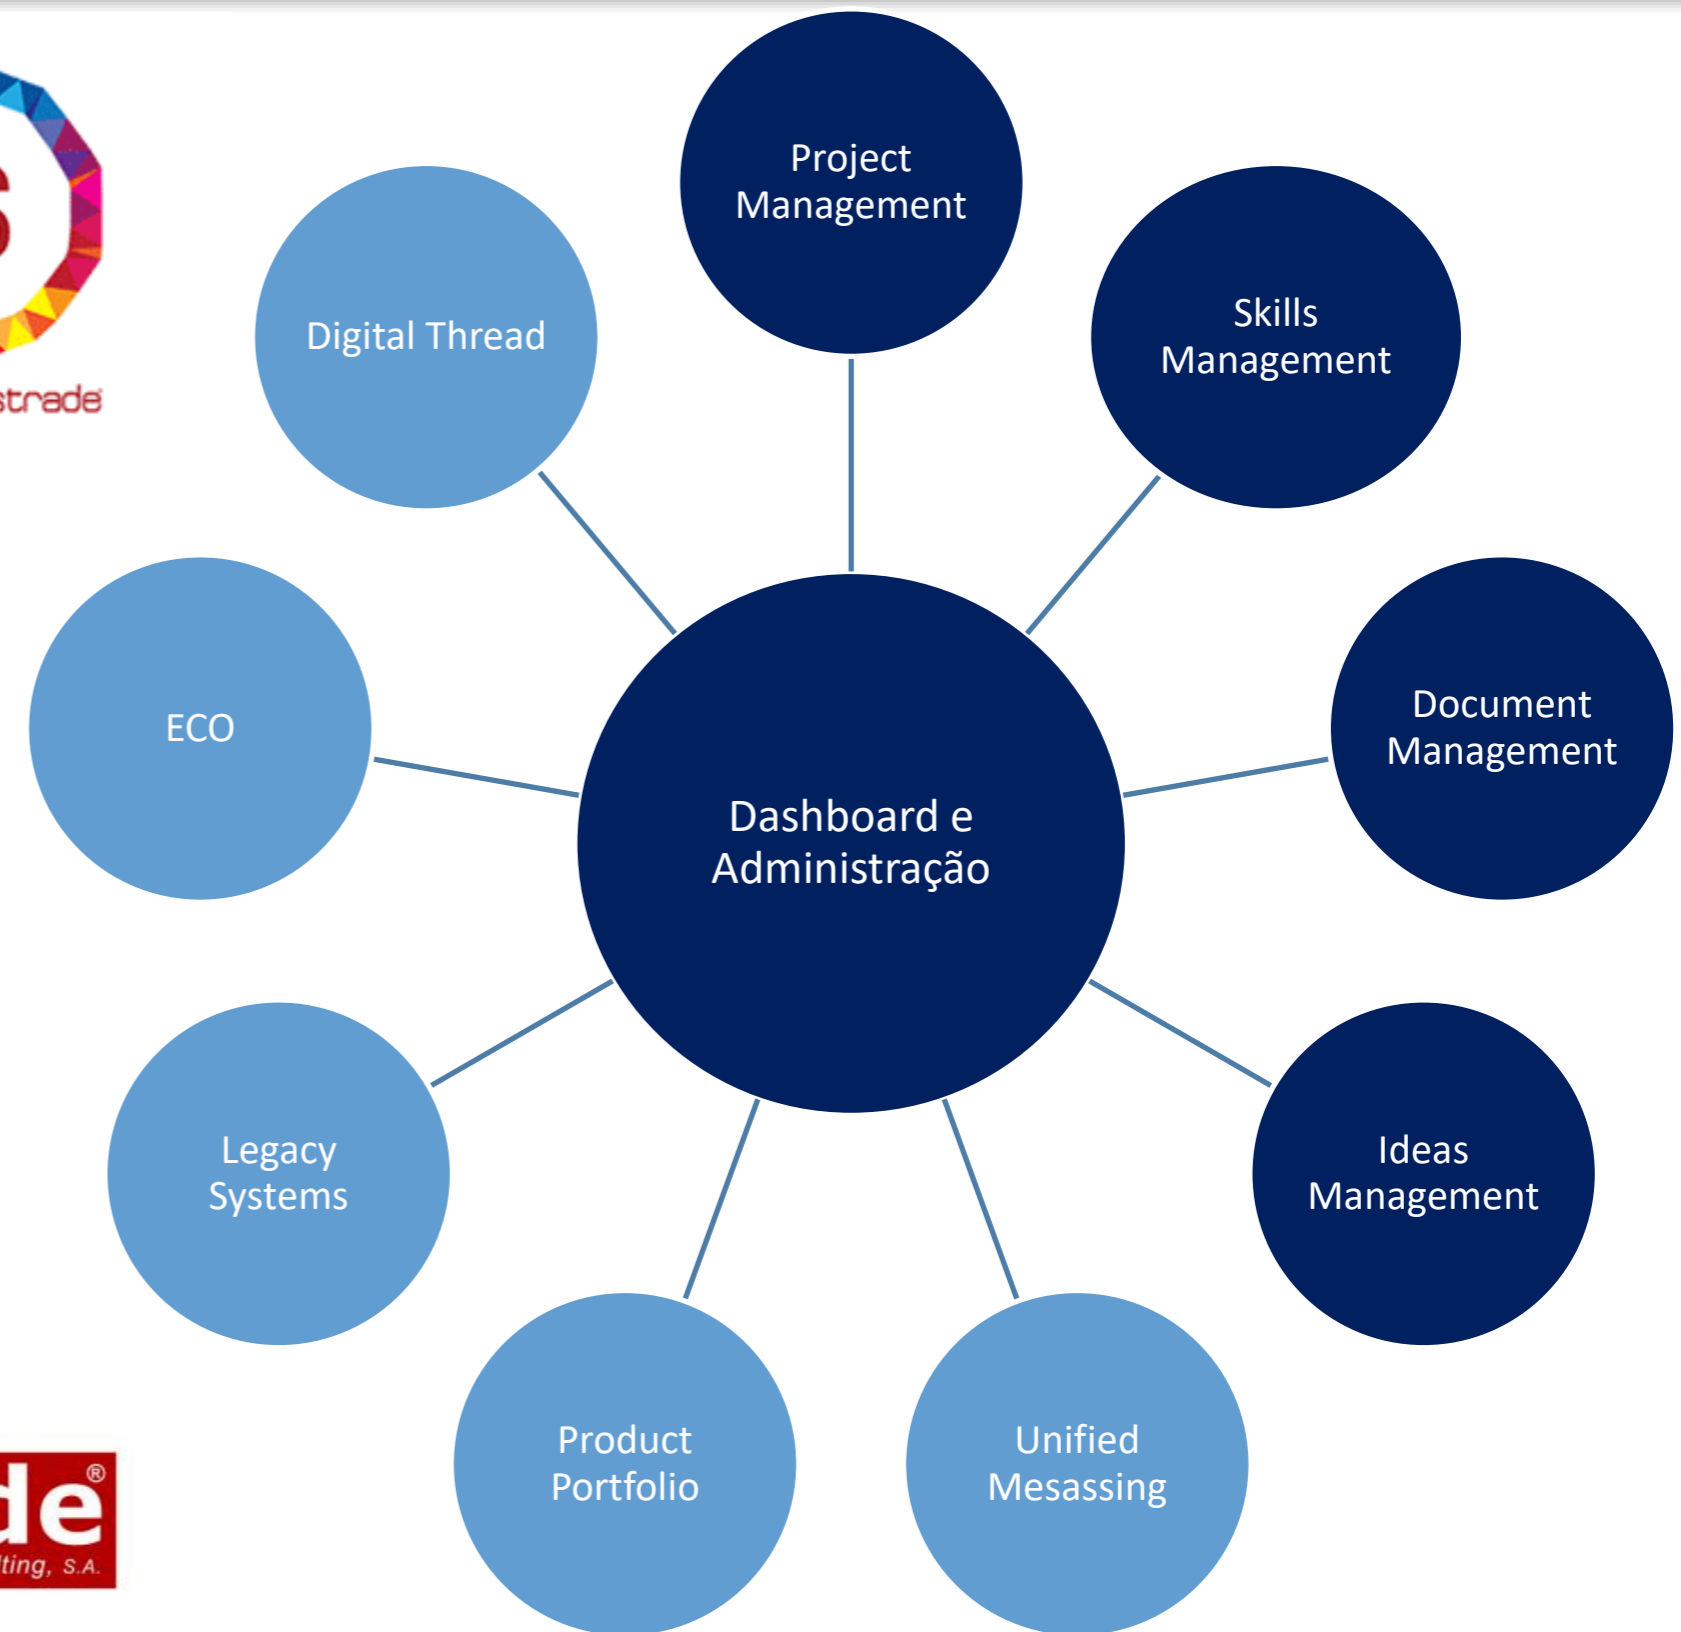 Project
Management
Skills
Management
Digital Thread
Document
Management
ECO
Dashboard e
Administração
Ideas
Management
Legacy
Systems
Product
Portfolio
Unified
Mesassing
strade
de®
lting, S.A.